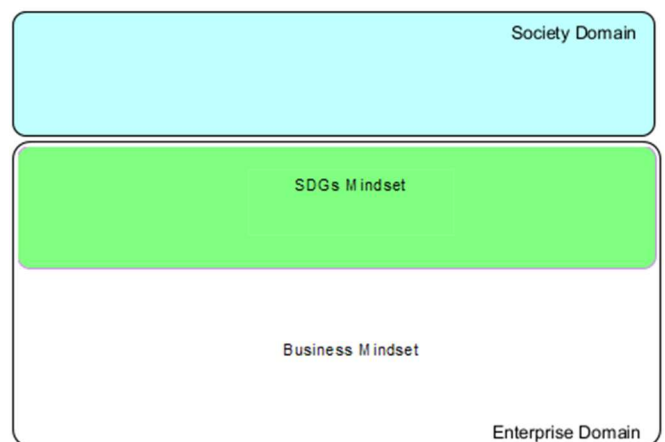 Society Domain
SDGs Mindset
Business Mindset
Enterprise Domain